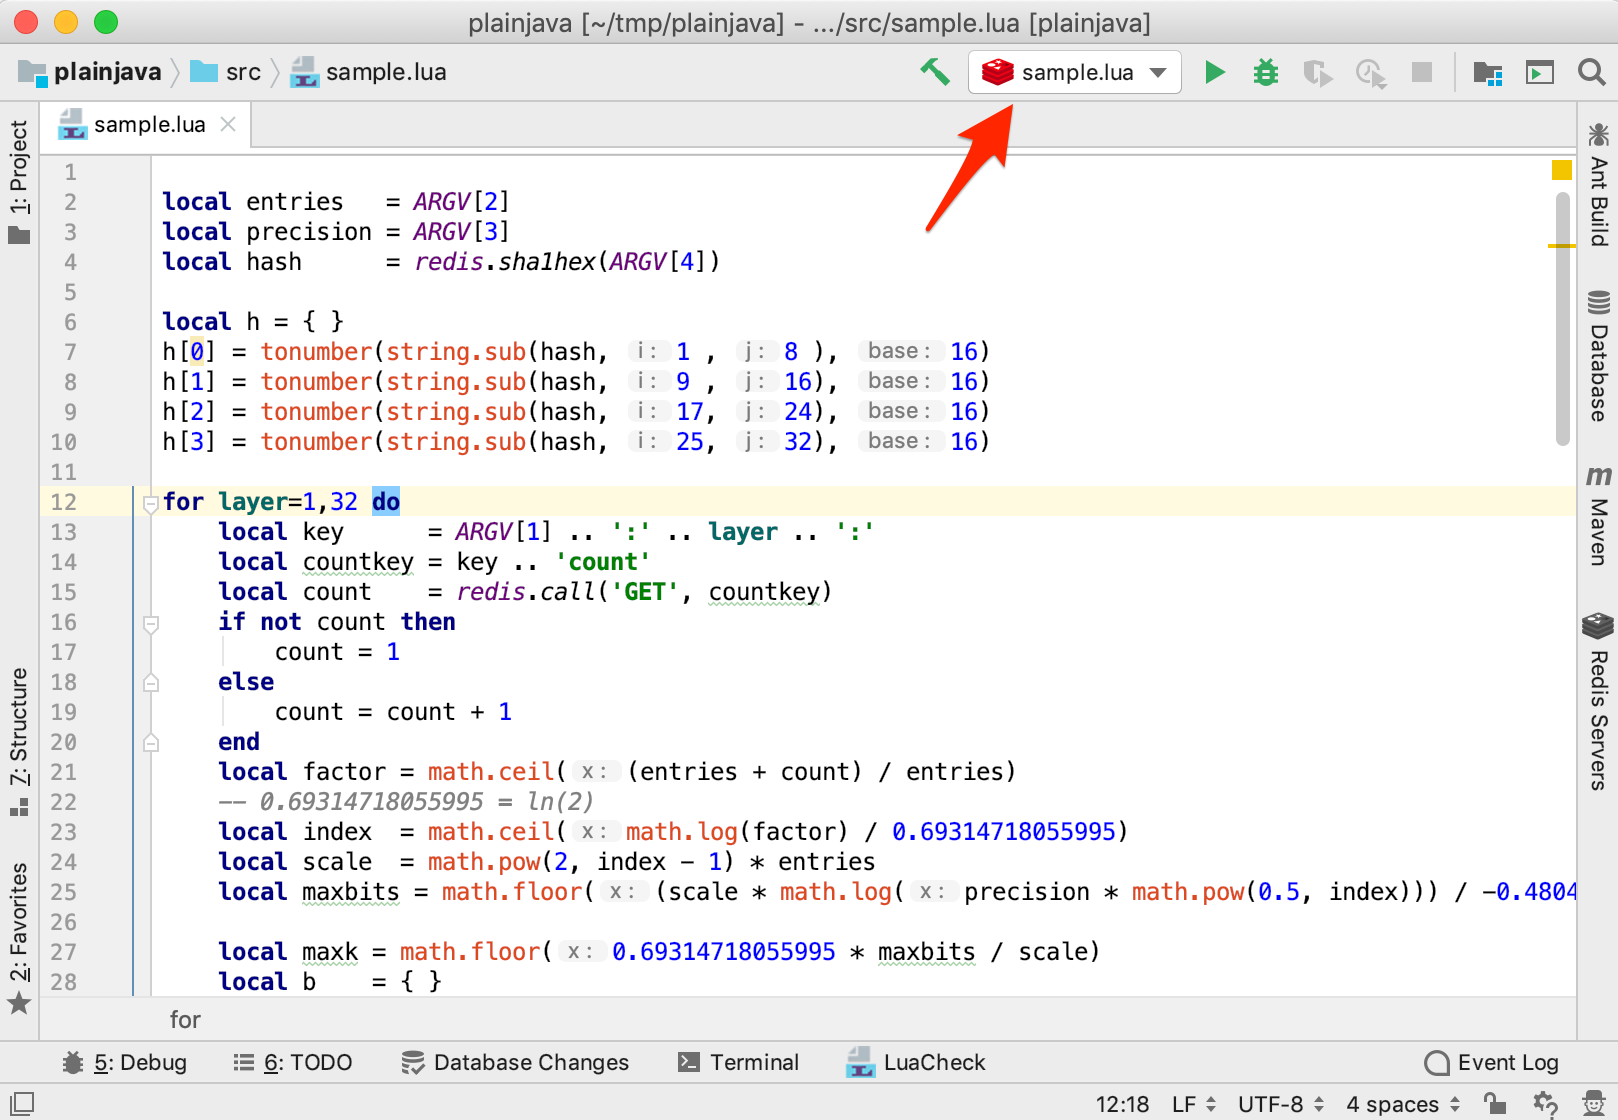 plainjava [~/tmp/plainjava] - .../src/sample.lua [plainjava]
plainjava src sample.lua sample.lua
sample.lua
1: Project
7: Structure
2: Favorites
1
2 local entries   = ARGV[2]
3 local precision = ARGV[3]
4 local hash      = redis.sha1hex(ARGV[4])
5
6 local h = { }
7 h[0] = tonumber(string.sub(hash, i: 1 , j: 8 ), base: 16)
8 h[1] = tonumber(string.sub(hash, i: 9 , j: 16), base: 16)
9 h[2] = tonumber(string.sub(hash, i: 17, j: 24), base: 16)
10 h[3] = tonumber(string.sub(hash, i: 25, j: 32), base: 16)
11
12 for layer=1,32 do
13     local key      = ARGV[1] .. ':' .. layer .. ':'
14     local countkey = key .. 'count'
15     local count    = redis.call('GET', countkey)
16     if not count then
17         count = 1
18     else
19         count = count + 1
20     end
21     local factor = math.ceil( x: (entries + count) / entries)
22     -- 0.69314718055995 = ln(2)
23     local index  = math.ceil( x: math.log(factor) / 0.69314718055995)
24     local scale  = math.pow(2, index - 1) * entries
25     local maxbits = math.floor( x: (scale * math.log( x: precision * math.pow(0.5, index))) / -0.4804
26
27     local maxk = math.floor( x: 0.69314718055995 * maxbits / scale)
28     local b    = { }
for
Ant Build
Database
m Maven
Redis Servers
5: Debug 6: TODO Database Changes Terminal LuaCheck Event Log
12:18 LF UTF-8 4 spaces